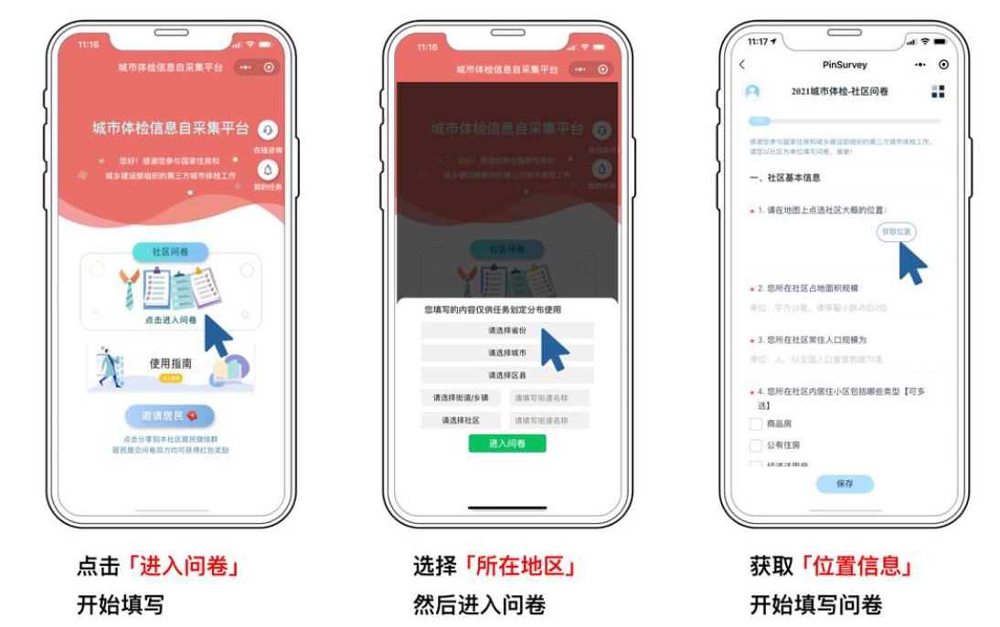 11:16
城市体检信息自采集平台
城市体检信息自采集平台
在线咨询
您好！感谢您参与国家住房和
城乡建设部组织的第三方城市体检工作
我的任务
社区问卷
点击进入问卷
使用指南
邀请居民
点击分享到本社区居民微信群
居民提交问卷双方均可获得红包奖励
点击「进入问卷」
开始填写
11:16
城市体检信息自采集平台
城市体检信息自采集平台
在线咨询
您好！感谢您参与国家住房和
城乡建设部组织的第三方城市体检工作
我的任务
社区问卷
您填写的内容仅供任务划定分布使用
请选择省份
请选择城市
请选择区县
请选择街道/乡镇 请填写街道名称
请选择社区 请填写街道名称
进入问卷
选择「所在地区」
然后进入问卷
11:17
PinSurvey
2021城市体检-社区问卷
感谢您参与国家住房和城乡建设部组织的第三方城市体检工作，
请您以社区为单位填写问卷，谢谢！
一、社区基本信息
* 1. 请在地图上点选社区大概的位置：
获取位置
* 2. 您所在社区占地面积规模
单位：平方公里，请保留小数点后2位
* 3. 您所在社区常住人口规模为
单位：人，以全国人口普查数据为准
* 4. 您所在社区内居住小区包括哪些类型【可多
选】
商品房
公有住房
经济适用房
保存
获取「位置信息」
开始填写问卷